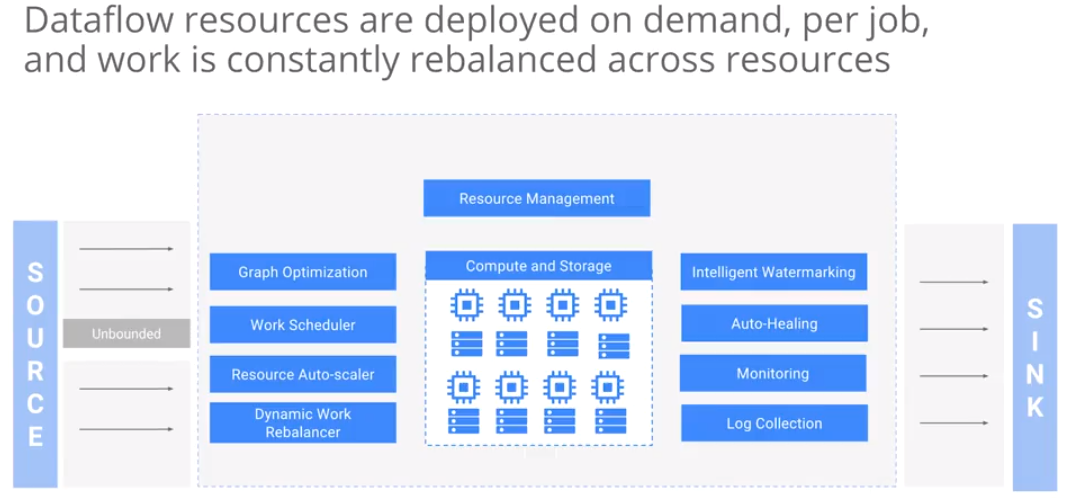 Dataflow resources are deployed on demand, per job,
and work is constantly rebalanced across resources
Resource Management
SOURCE
Unbounded
Graph Optimization
Work Scheduler
Resource Auto-scaler
Dynamic Work
Rebalancer
Compute and Storage
Intelligent Watermarking
Auto-Healing
Monitoring
Log Collection
SINK